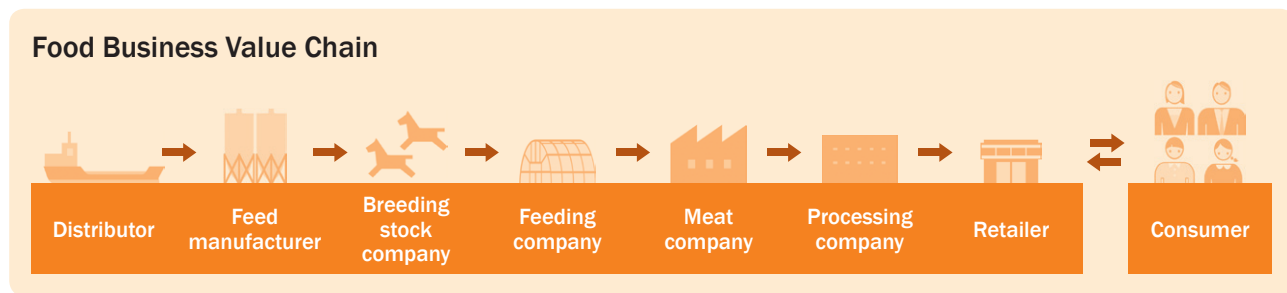 Food Business Value Chain
Distributor
Feed
manufacturer
Breeding
stock
company
Feeding
company
Meat
company
Processing
company
Retailer
Consumer